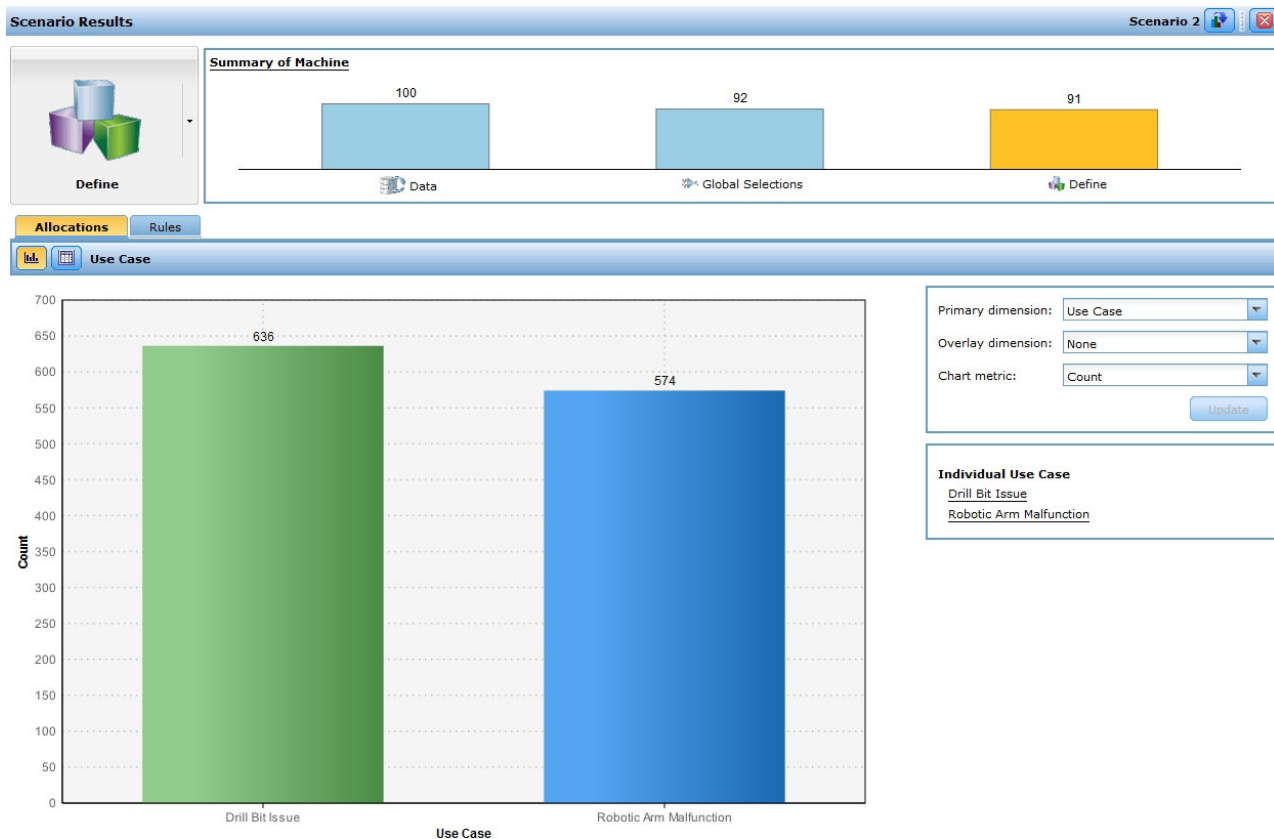 Scenario Results
Scenario 2
Define
Summary of Machine
100
92
91
Data
Global Selections
Define
Allocations
Rules
Use Case
700
650
600
550
500
450
400
350
300
250
200
150
100
50
0
Count
636
574
Drill Bit Issue
Robotic Arm Malfunction
Use Case
Primary dimension: Use Case
Overlay dimension: None
Chart metric: Count
Update
Individual Use Case
Drill Bit Issue
Robotic Arm Malfunction